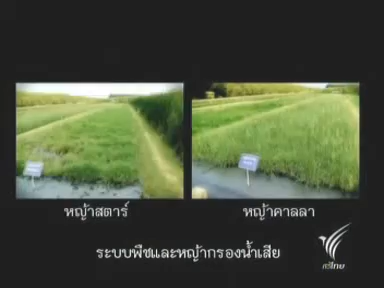 หญ้าสตาร์
หญ้าคาลลา
ระบบพืชและหญ้ากรองน้ำเสีย
ทีวีไทย